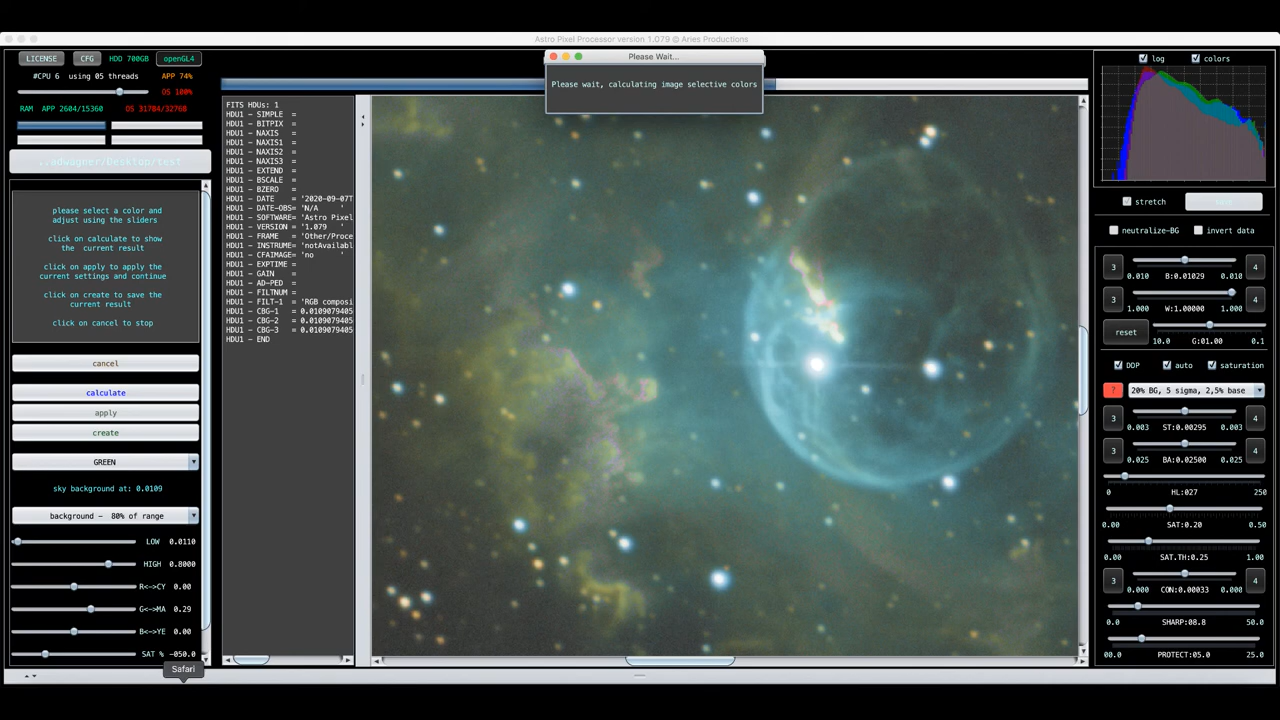 Astro Pixel Processor version 1.079 @ Aries Productions
LICENSE CFG HDD 700GB openGL4
#CPU 6 using 05 threads APP 74%
OS 100%
RAM APP 2604/15360 OS 31784/32768
..adwagner/Desktop/test
please select a color and
adjust using the sliders
click on calculate to show
the current result
click on apply to apply the
current settings and continue
click on create to save the
current result
click on cancel to stop
cancel
calculate
apply
create
GREEN
sky background at: 0.0109
background - 80% of range
LOW 0.0110
HIGH 0.8000
R<->CY 0.00
G<->MA 0.29
B<->YE 0.00
SAT % -050.0
Safari
FITS HDUs: 1
HDU1 - SIMPLE =
HDU1 - BITPIX =
HDU1 - NAXIS =
HDU1 - NAXIS1 =
HDU1 - NAXIS2 =
HDU1 - NAXIS3 =
HDU1 - EXTEND =
HDU1 - BSCALE =
HDU1 - BZERO =
HDU1 - DATE = '2020-09-07T
HDU1 - DATE-OBS= 'N/A '
HDU1 - SOFTWARE= 'Astro Pixel
HDU1 - VERSION = '1.079
HDU1 - FRAME = 'Other/Proce
HDU1 - INSTRUME= 'notAvailabl
HDU1 - CFAIMAGE= 'no '
HDU1 - EXPTIME =
HDU1 - GAIN =
HDU1 - AD-PED =
HDU1 - FILTNUM =
HDU1 - FILT-1 = 'RGB composi
HDU1 - CBG-1 = 0.0109079405
HDU1 - CBG-2 = 0.0109079405
HDU1 - CBG-3 = 0.0109079405
HDU1 - END
Please Wait...
Please wait, calculating image selective colors
log colors
stretch
neutralize-BG invert data
3 4
0.010 B:0.01029 0.010
3 4
1.000 W:1.00000 1.000
reset
10.0 G:01.00 0.1
DOP auto saturation
? 20% BG, 5 sigma, 2,5% base
3 4
0.003 ST:0.00295 0.003
3 4
0.025 BA:0.02500 0.025
0 HL:027 250
0.00 SAT:0.20 0.50
0.00 SAT.TH:0.25 1.00
3 4
0.000 CON:0.00033 0.000
0.0 SHARP:08.8 50.0
00.0 PROTECT:05.0 25.0